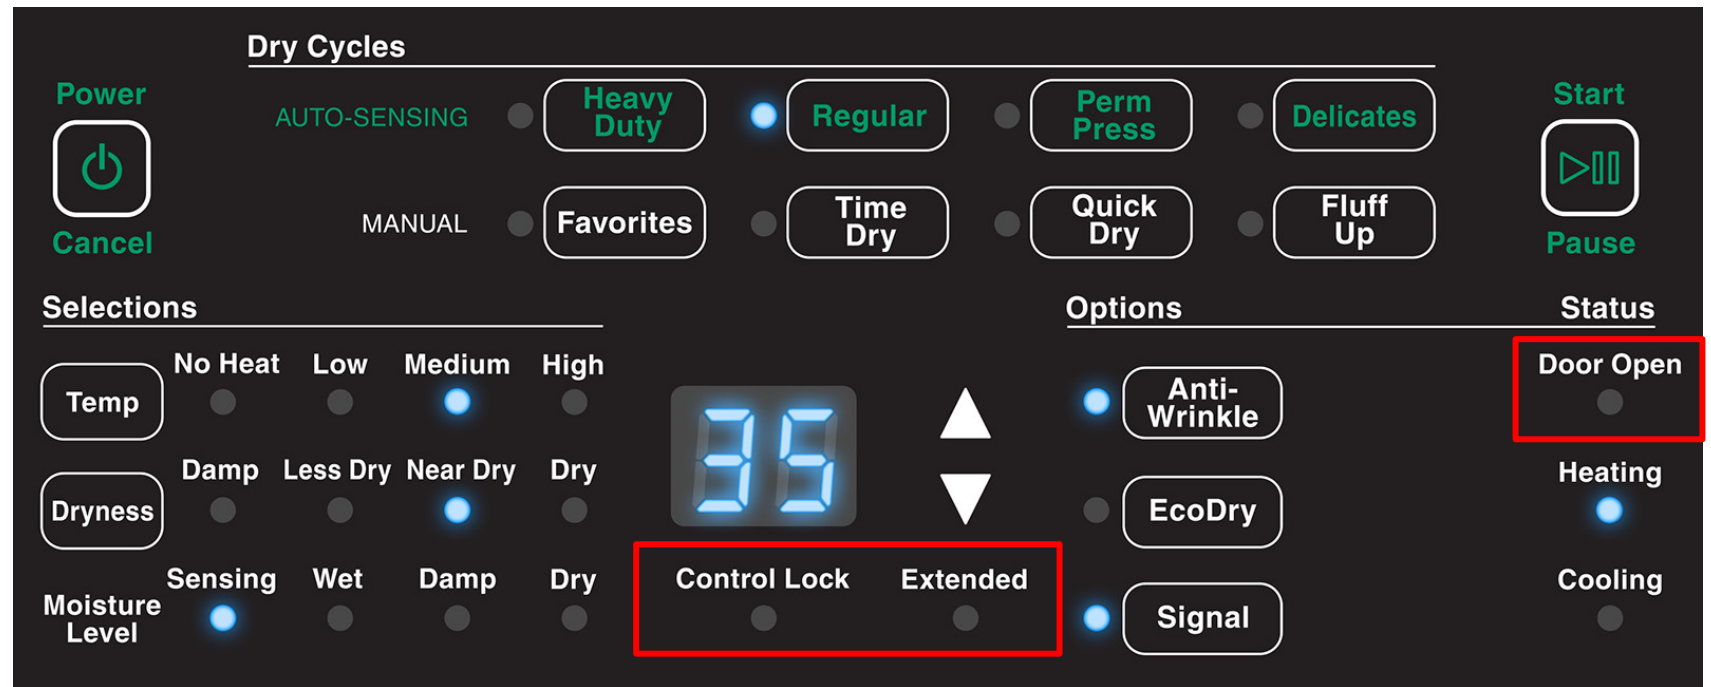 Dry Cycles
Power
Cancel
AUTO-SENSING
Heavy
Duty
Regular
Perm
Press
Delicates
Start
Pause
MANUAL
Favorites
Time
Dry
Quick
Dry
Fluff
Up
Selections
Temp
No Heat Low Medium High
Dryness
Damp Less Dry Near Dry Dry
Moisture
Level
Sensing Wet Damp Dry
35
Control Lock Extended
Options
Anti-
Wrinkle
EcoDry
Signal
Status
Door Open
Heating
Cooling